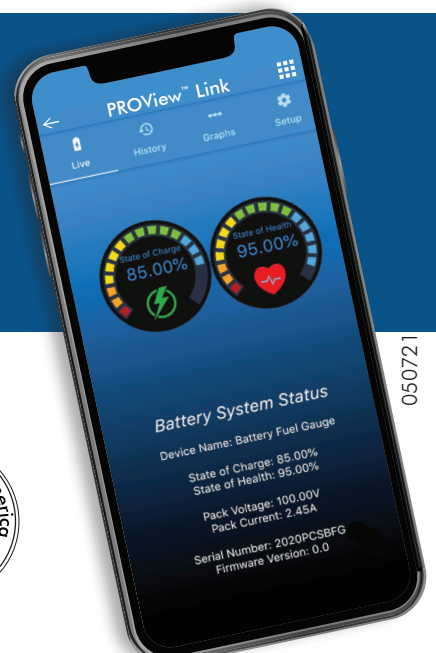 PROView™ Link
Live
History
Graphs
Setup
State of Charge
85.00%
State of Health
95.00%
Battery System Status
Device Name: Battery Fuel Gauge
State of Charge: 85.00%
State of Health: 95.00%
Pack Voltage: 100.00V
Pack Current: 2.45A
Serial Number: 2020PCSBFG
Firmware Version: 0.0
050721